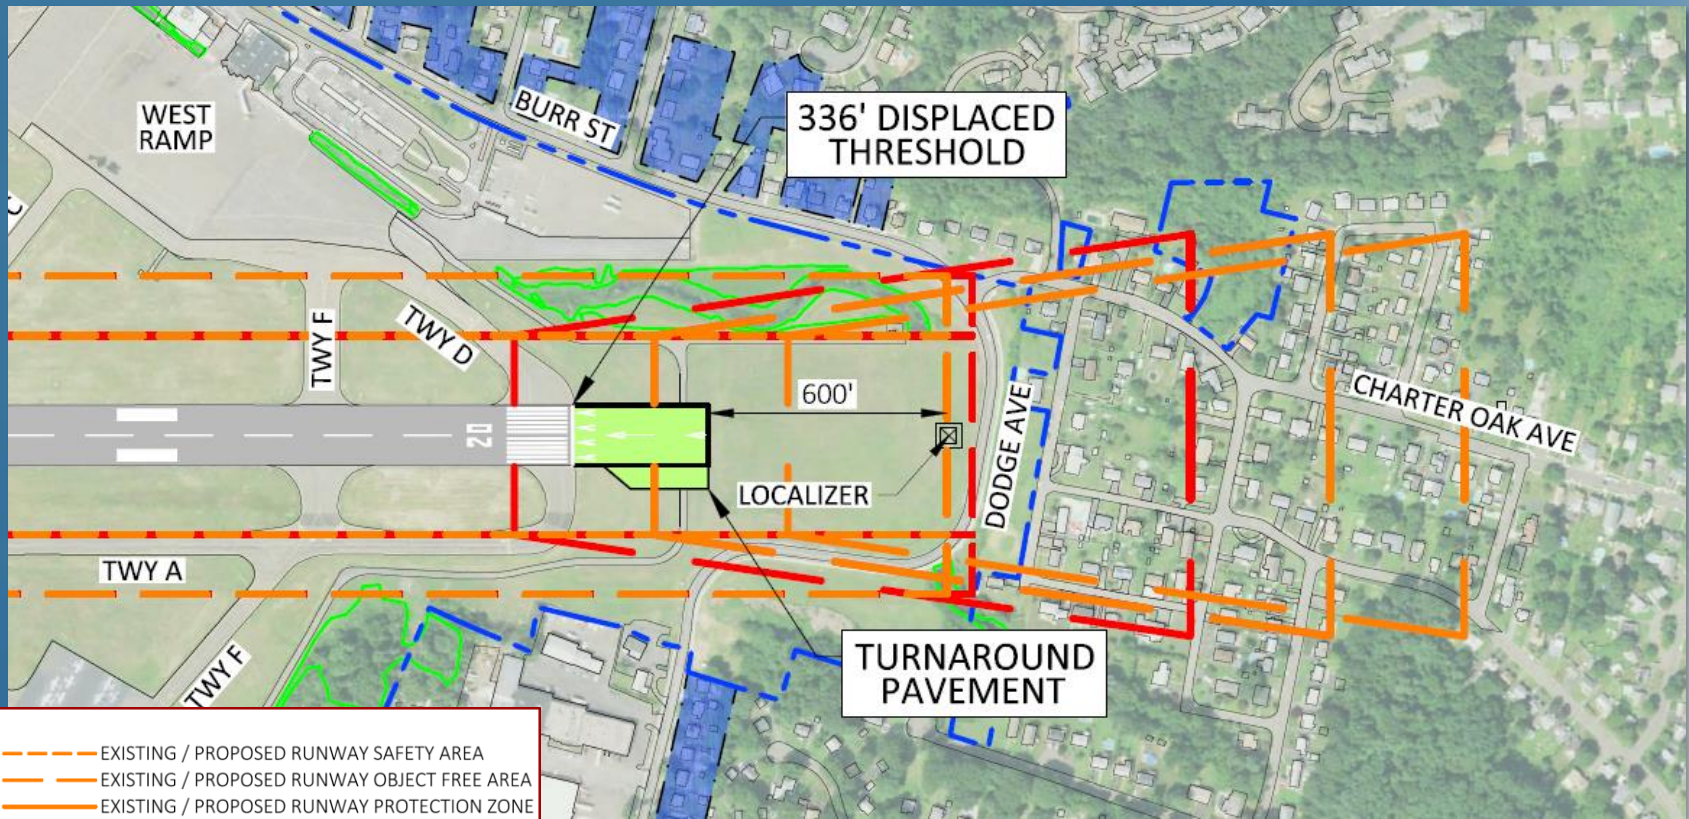 WEST
RAMP
BURR ST
336' DISPLACED
THRESHOLD
C
TWY F
TWY D
600'
20
LOCALIZER
DODGE AVE
CHARTER OAK AVE
TWY A
TWY F
TURNAROUND
PAVEMENT
EXISTING / PROPOSED RUNWAY SAFETY AREA
EXISTING / PROPOSED RUNWAY OBJECT FREE AREA
EXISTING / PROPOSED RUNWAY PROTECTION ZONE